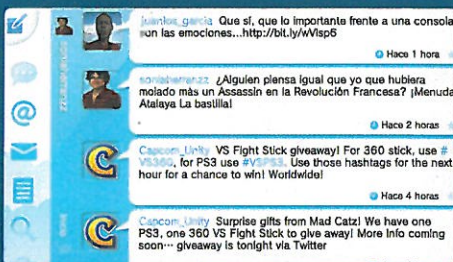 juanlos_garcia Que sí, que lo importante frente a una consola
son las emociones...http://bit.ly/wVlsp6
Hace 1 hora
soniaherranzz ¿Alguien piensa igual que yo que hubiera
molado más un Assassin en la Revolución Francesa? ¡Menuda
Atalaya La bastilla!
Hace 2 horas
Capcom_Unity VS Fight Stick giveaway! For 360 stick, use #
VS360, for PS3 use #VSPS3. Use those hashtags for the next
hour for a chance to win! Worldwide!
Hace 4 horas
Capcom_Unity Surprise gifts from Mad Catz! We have one
PS3, one 360 VS Fight Stick to give away! More info coming
soon··· giveaway is tonight via Twitter